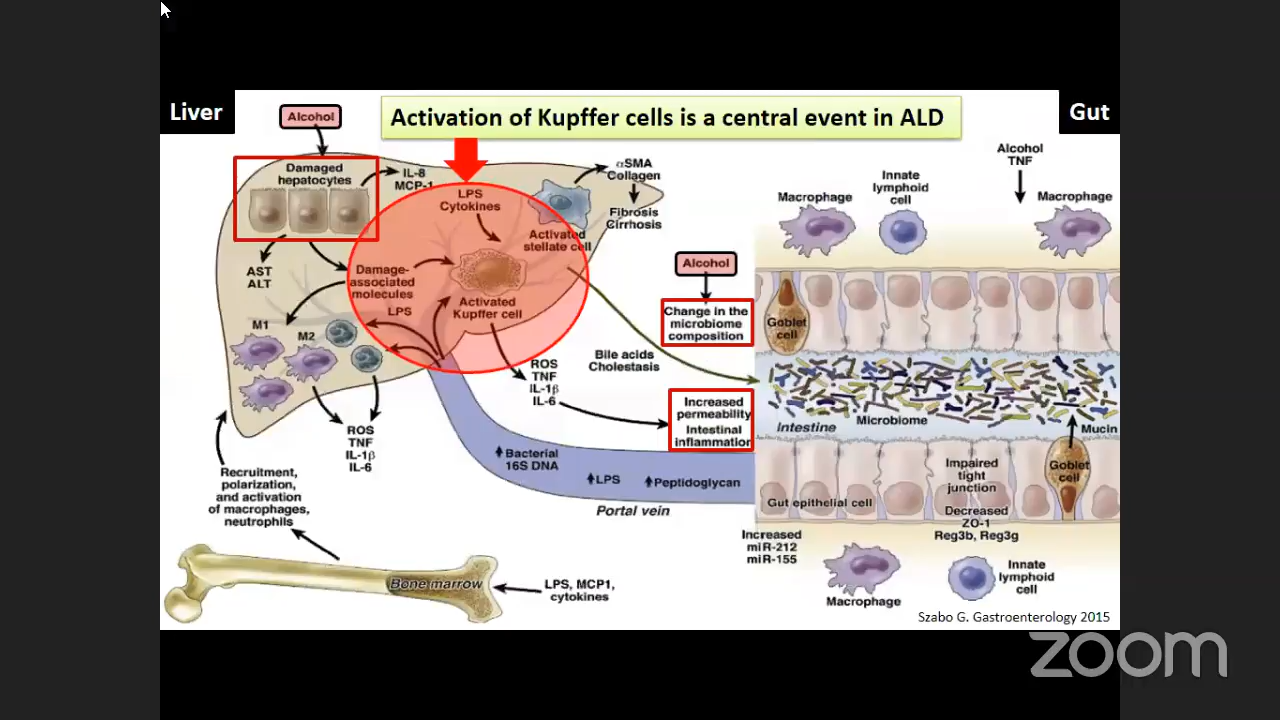 Liver
Alcohol
Activation of Kupffer cells is a central event in ALD
Gut
Damaged
hepatocytes
IL-8
MCP-1
LPS
Cytokines
αSMA
Collagen
Fibrosis
Cirrhosis
Activated
stellate cell
AST
ALT
Damage-
associated
molecules
LPS
Activated
Kupffer cell
M1
M2
ROS
TNF
IL-1β
IL-6
ROS
TNF
IL-1β
IL-6
Bile acids
Cholestasis
Alcohol
Change in the
microbiome
composition
Increased
permeability
Intestinal
inflammation
Bacterial
16S DNA
LPS
Peptidoglycan
Portal vein
Recruitment,
polarization,
and activation
of macrophages,
neutrophils
Bone marrow
LPS, MCP1,
cytokines
Macrophage
Innate
lymphoid
cell
Alcohol
TNF
Macrophage
Goblet
cell
Intestine
Microbiome
Mucin
Goblet
cell
Impaired
tight
junction
Gut epithelial cell
Decreased
ZO-1
Reg3b, Reg3g
Increased
miR-212
miR-155
Macrophage
Innate
lymphoid
cell
Szabo G. Gastroenterology 2015
zoom